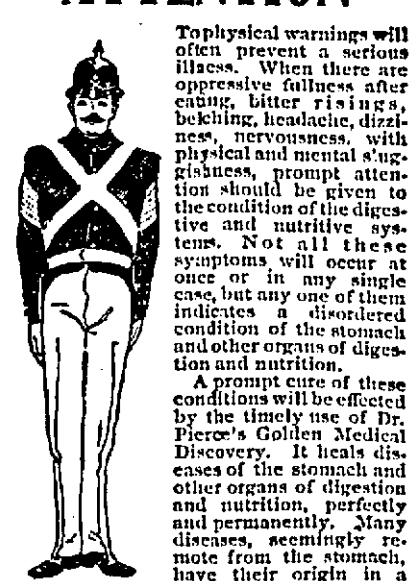 ATTENTION
To physical warnings will
often prevent a serious
illness. When there are
oppressive fullness after
eating, bitter risings,
belching, headache, dizzi-
ness, nervousness, with
physical and mental slug-
gishness, prompt atten-
tion should be given to
the condition of the diges-
tive and nutritive sys-
tems. Not all these
symptoms will occur at
once or in any single
case, but any one of them
indicates a disordered
condition of the stomach
and other organs of diges-
tion and nutrition.
A prompt cure of these
conditions will be effected
by the timely use of Dr.
Pierce's Golden Medical
Discovery. It heals dis-
eases of the stomach and
other organs of digestion
and nutrition, perfectly
and permanently. Many
diseases, seemingly re-
mote from the stomach,
have their origin in a